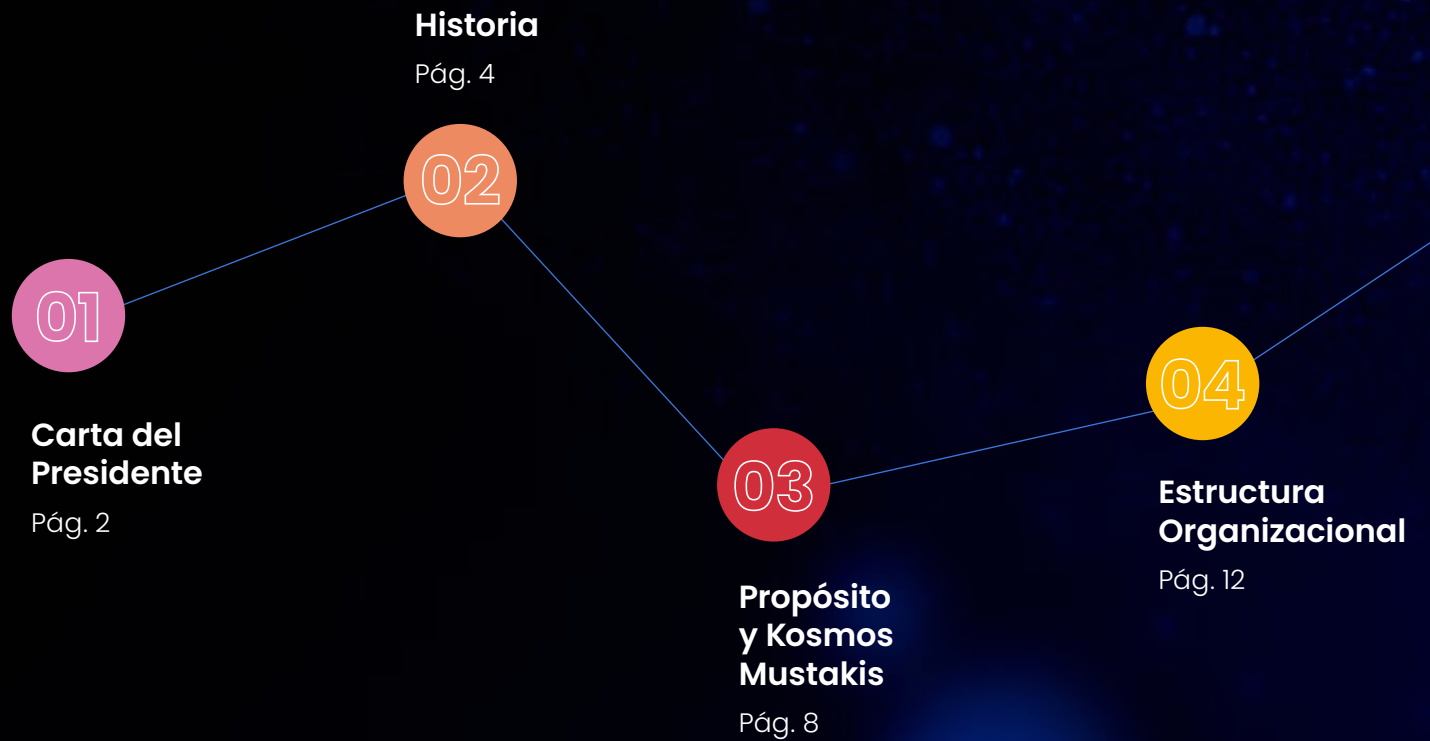 01
Carta del
Presidente
Pág. 2
Historia
Pág. 4
02
03
Propósito
y Kosmos
Mustakis
Pág. 8
04
Estructura
Organizacional
Pág. 12